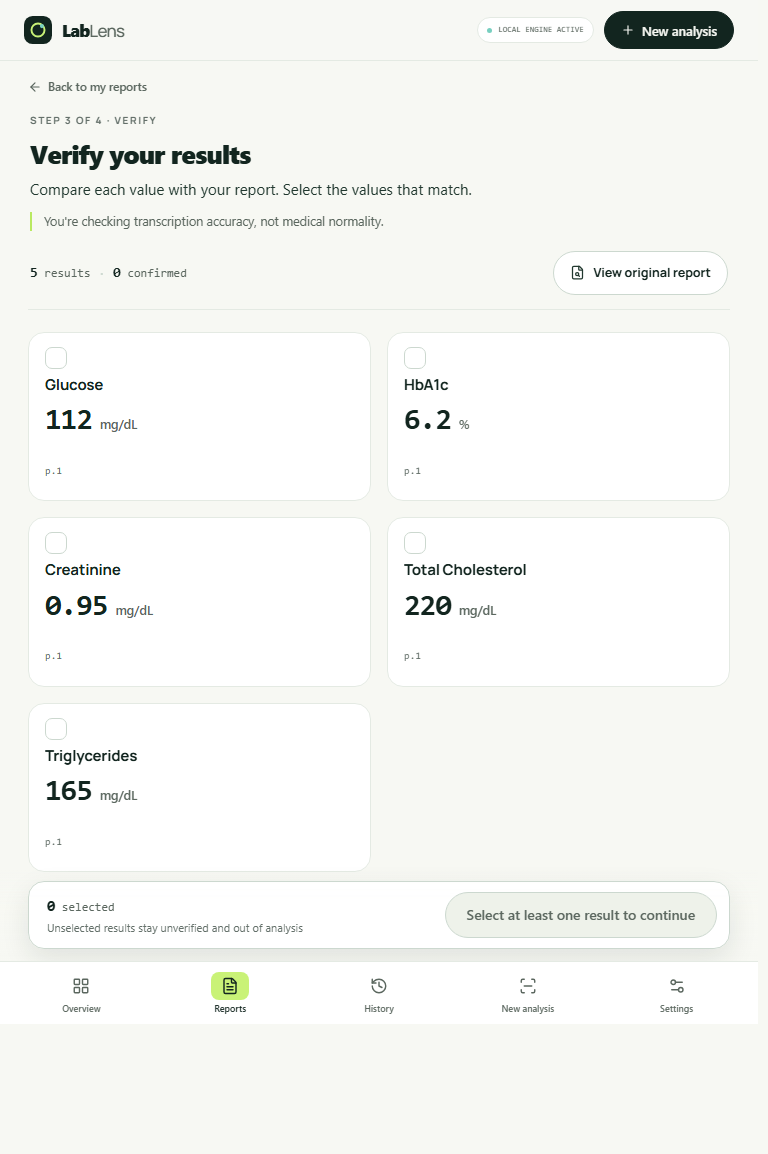 LabLens
LOCAL ENGINE ACTIVE
New analysis
Back to my reports
STEP 3 OF 4 · VERIFY
Verify your results
Compare each value with your report. Select the values that match.
You're checking transcription accuracy, not medical normality.
5 results · 0 confirmed
View original report
Glucose
112 mg/dL
p.1
HbA1c
6.2 %
p.1
Creatinine
0.95 mg/dL
p.1
Total Cholesterol
220 mg/dL
p.1
Triglycerides
165 mg/dL
p.1
0 selected
Unselected results stay unverified and out of analysis
Select at least one result to continue
Overview
Reports
History
New analysis
Settings